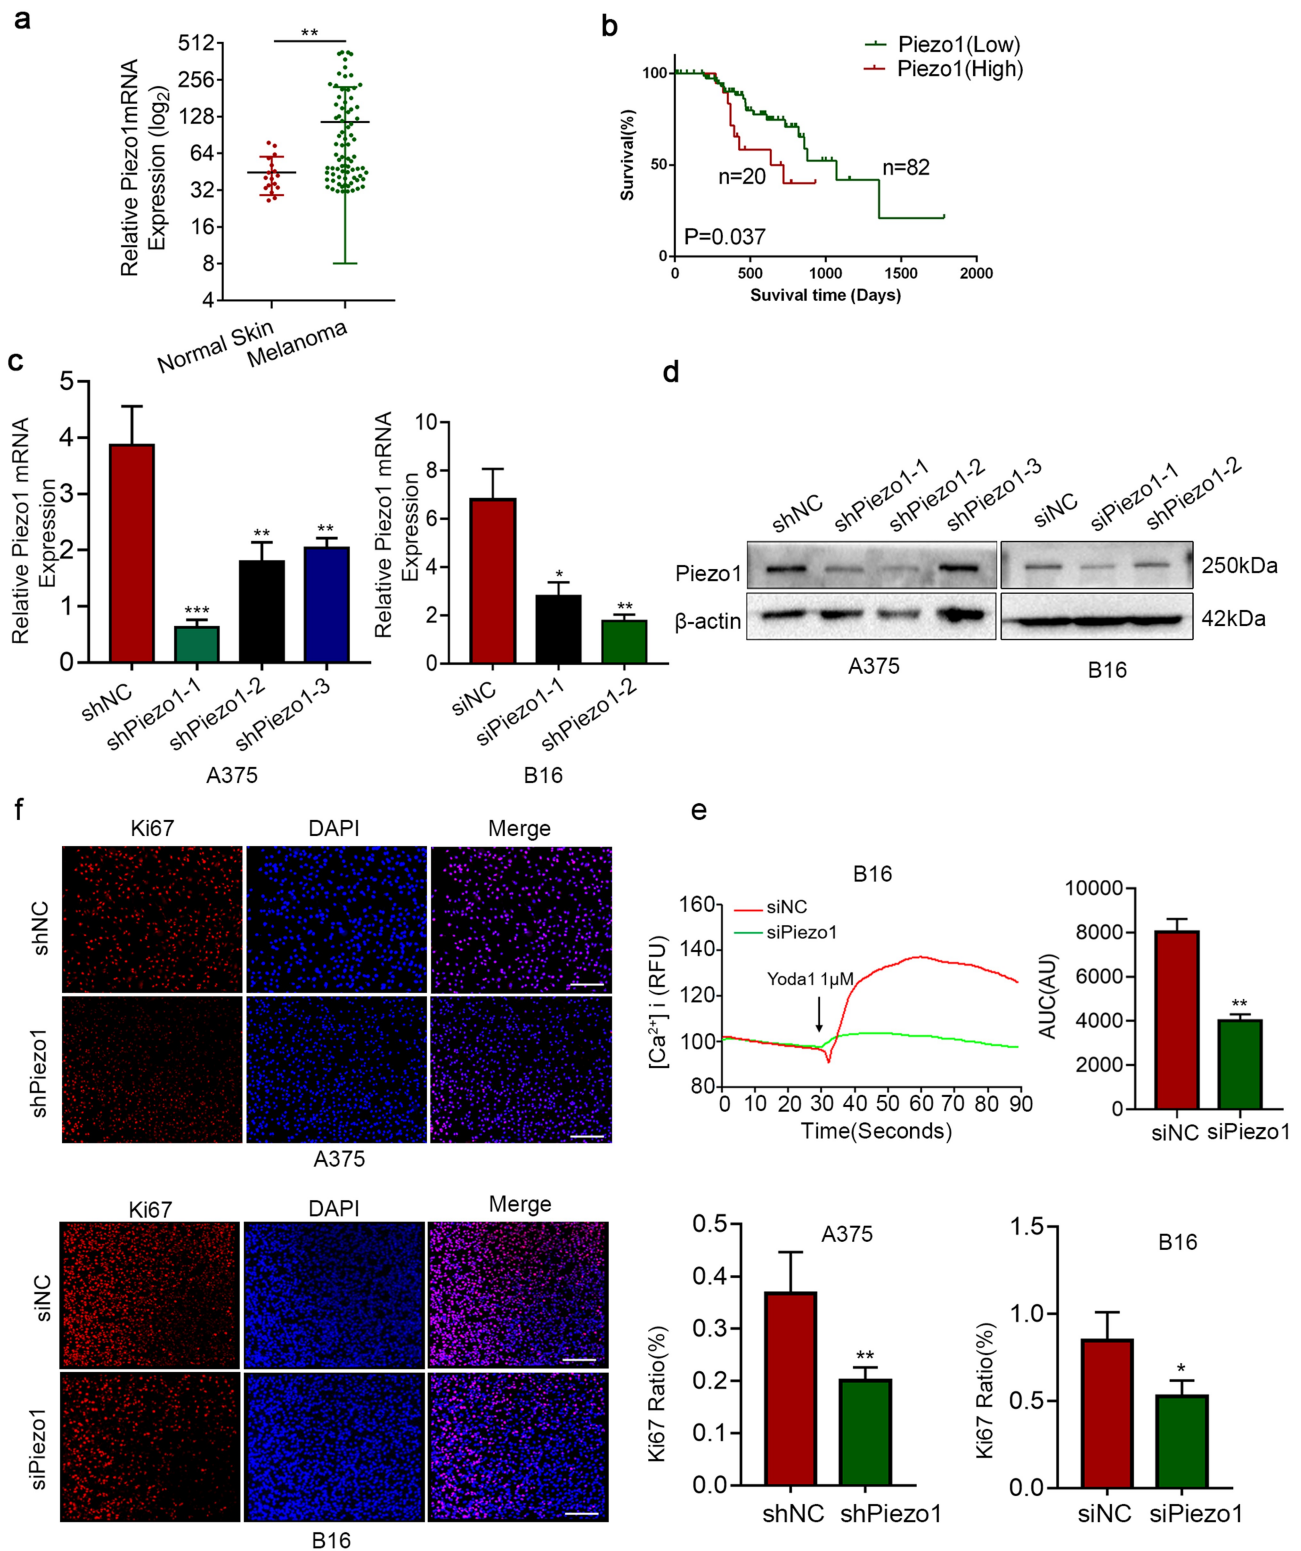 a
**
Relative Piezo1mRNA
Expression (log2)
512
256
128
64
32
16
8
4
Normal Skin
Melanoma
b
Piezo1(Low)
Piezo1(High)
Survival(%)
100
50
0
n=20
n=82
P=0.037
0 500 1000 1500 2000
Suvival time (Days)
c
Relative Piezo1 mRNA
Expression
5
4
3
2
1
0
***
**
**
shNC
shPiezo1-1
shPiezo1-2
shPiezo1-3
A375
Relative Piezo1 mRNA
Expression
10
8
6
4
2
0
*
**
siNC
siPiezo1-1
shPiezo1-2
B16
d
shNC
shPiezo1-1
shPiezo1-2
shPiezo1-3
siNC
siPiezo1-1
shPiezo1-2
Piezo1
250kDa
β-actin
42kDa
A375
B16
f
Ki67 DAPI Merge
shNC
shPiezo1
A375
Ki67 DAPI Merge
siNC
siPiezo1
B16
e
B16
[Ca²⁺] i (RFU)
160
140
120
100
80
siNC
siPiezo1
Yoda1 1μM
0 10 20 30 40 50 60 70 80 90
Time(Seconds)
AUC(AU)
10000
8000
6000
4000
2000
0
**
siNC siPiezo1
A375
Ki67 Ratio(%)
0.5
0.4
0.3
0.2
0.1
0.0
**
shNC shPiezo1
B16
Ki67 Ratio(%)
1.5
1.0
0.5
0.0
*
siNC siPiezo1